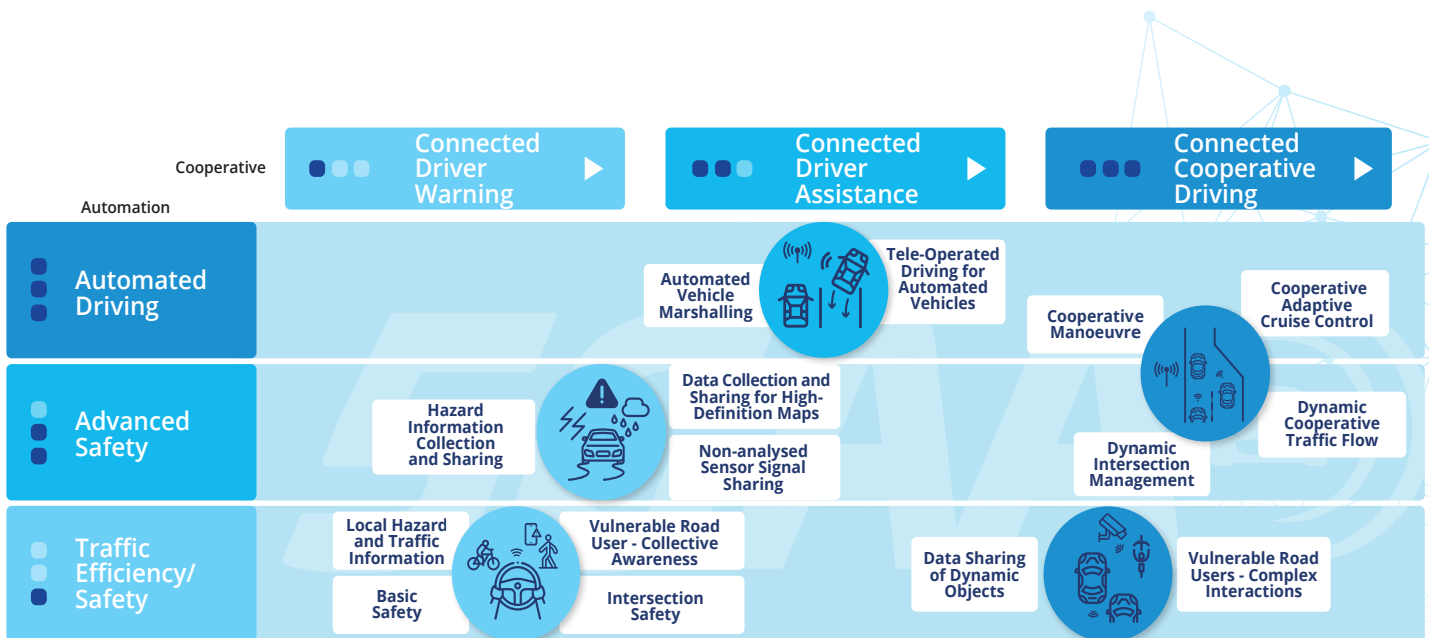 Cooperative
Automation
Connected
Driver
Warning
Connected
Driver
Assistance
Connected
Cooperative
Driving
Automated
Driving
Automated
Vehicle
Marshalling
Tele-Operated
Driving for
Automated
Vehicles
Cooperative
Manoeuvre
Cooperative
Adaptive
Cruise Control
Advanced
Safety
Hazard
Information
Collection
and Sharing
Data Collection and
Sharing for High-
Definition Maps
Non-analysed
Sensor Signal
Sharing
Dynamic
Intersection
Management
Dynamic
Cooperative
Traffic Flow
Traffic
Efficiency/
Safety
Local Hazard
and Traffic
Information
Basic
Safety
Vulnerable Road
User - Collective
Awareness
Intersection
Safety
Data Sharing
of Dynamic
Objects
Vulnerable Road
Users - Complex
Interactions
5GAA